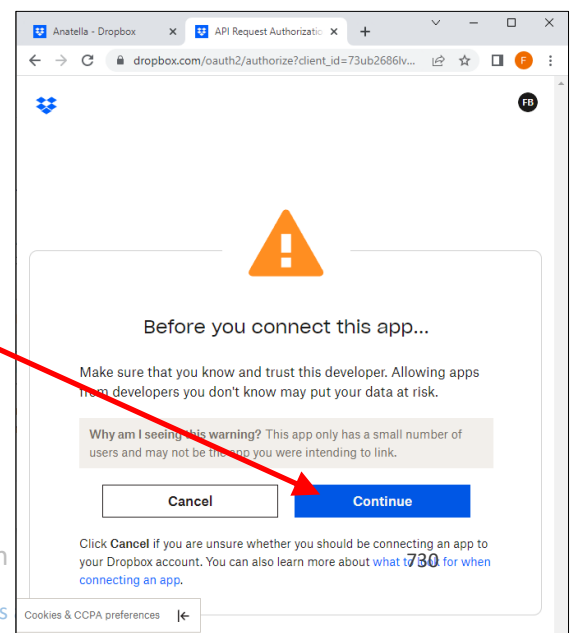 Anatella - Dropbox
API Request Authorizatio
dropbox.com/oauth2/authorize?client_id=73ub2686lv...
F
FB
Before you connect this app...
Make sure that you know and trust this developer. Allowing apps
from developers you don't know may put your data at risk.
Why am I seeing this warning? This app only has a small number of
users and may not be the app you were intending to link.
Cancel
Continue
Click Cancel if you are unsure whether you should be connecting an app to
your Dropbox account. You can also learn more about what to look for when
730
connecting an app.
n
s
Cookies & CCPA preferences